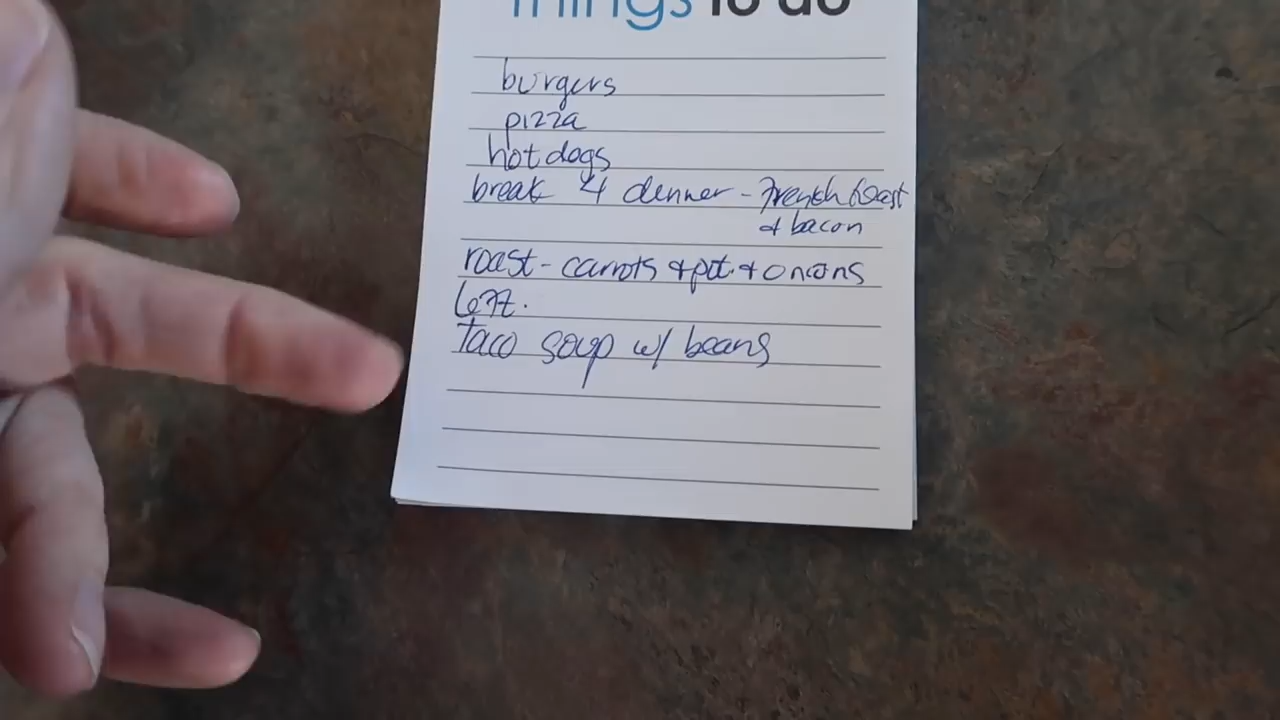 things to do
burgers
pizza
hot dogs
break 4 dinner - French toast
& bacon
roast - carrots & pot. & onions
left.
Taco soup w/ beans